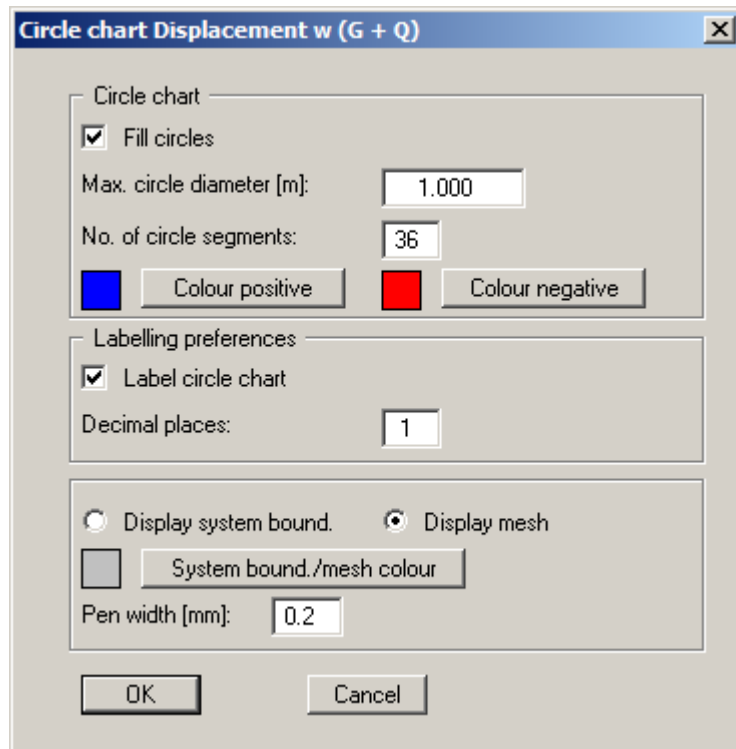 Circle chart Displacement w (G + Q)
Circle chart
Fill circles
Max. circle diameter [m]: 1.000
No. of circle segments: 36
Colour positive Colour negative
Labelling preferences
Label circle chart
Decimal places: 1
Display system bound. Display mesh
System bound./mesh colour
Pen width [mm]: 0.2
OK Cancel